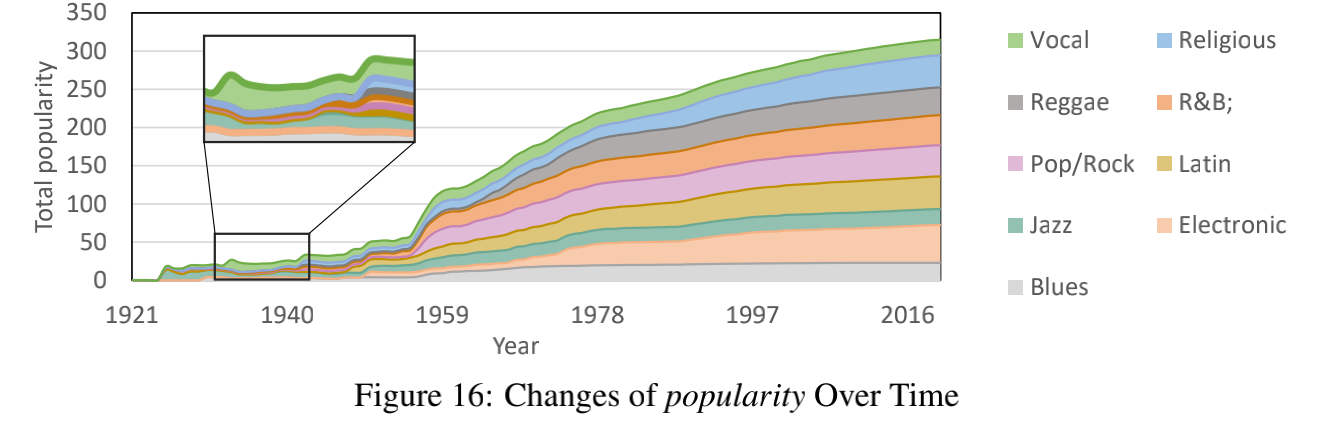 350
300
250
200
150
100
50
0
Total popularity
1921 1940 1959 1978 1997 2016
Year
Vocal Religious
Reggae R&B;
Pop/Rock Latin
Jazz Electronic
Blues
Figure 16: Changes of popularity Over Time